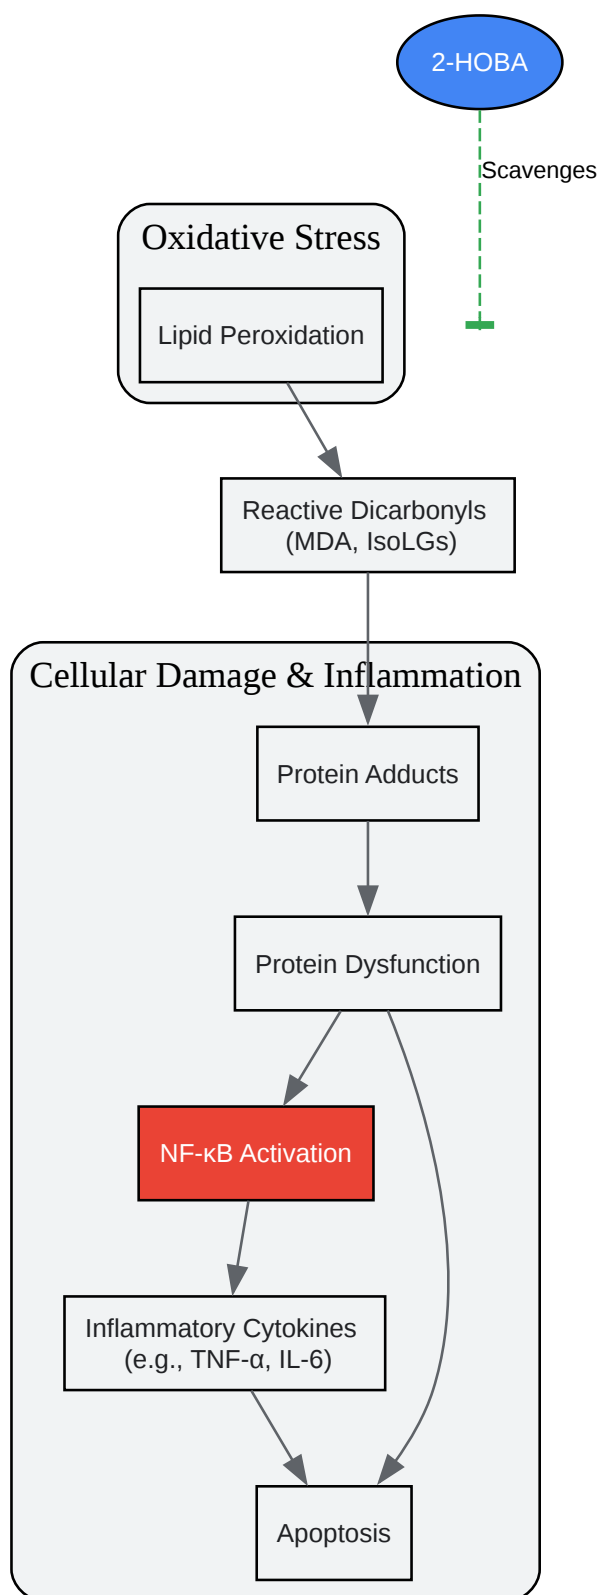 2-HOBA
Scavenges
Oxidative Stress
Lipid Peroxidation
Reactive Dicarbonyls
(MDA, IsoLGs)
Cellular Damage & Inflammation
Protein Adducts
Protein Dysfunction
NF-κB Activation
Inflammatory Cytokines
(e.g., TNF-α, IL-6)
Apoptosis